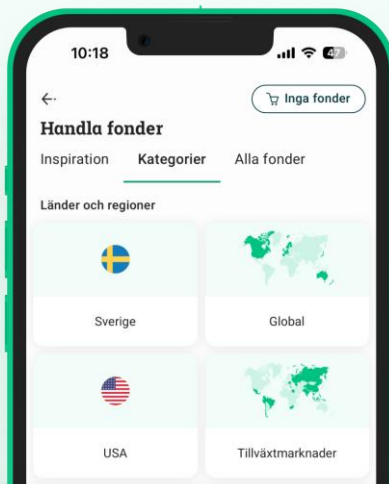 10:18
47
Inga fonder
Handla fonder
Inspiration Kategorier Alla fonder
Länder och regioner
Sverige Global
USA Tillväxtmarknader